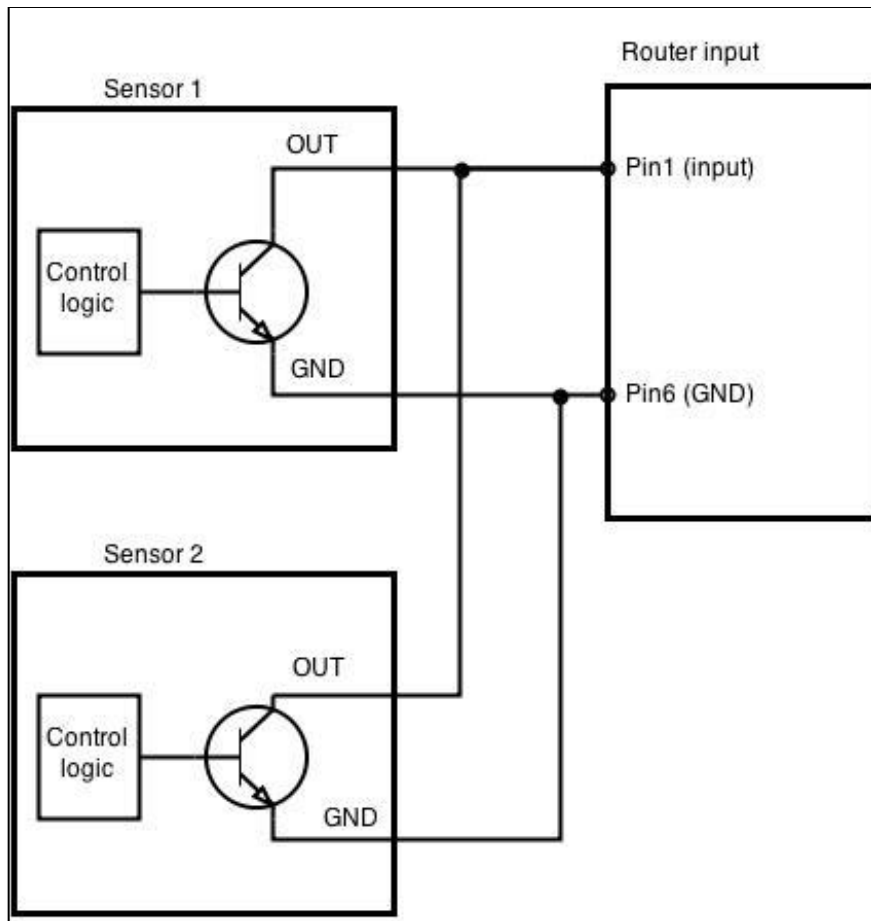 Router input
Sensor 1
OUT
Pin1 (input)
Control
logic
GND
Pin6 (GND)
Sensor 2
OUT
Control
logic
GND